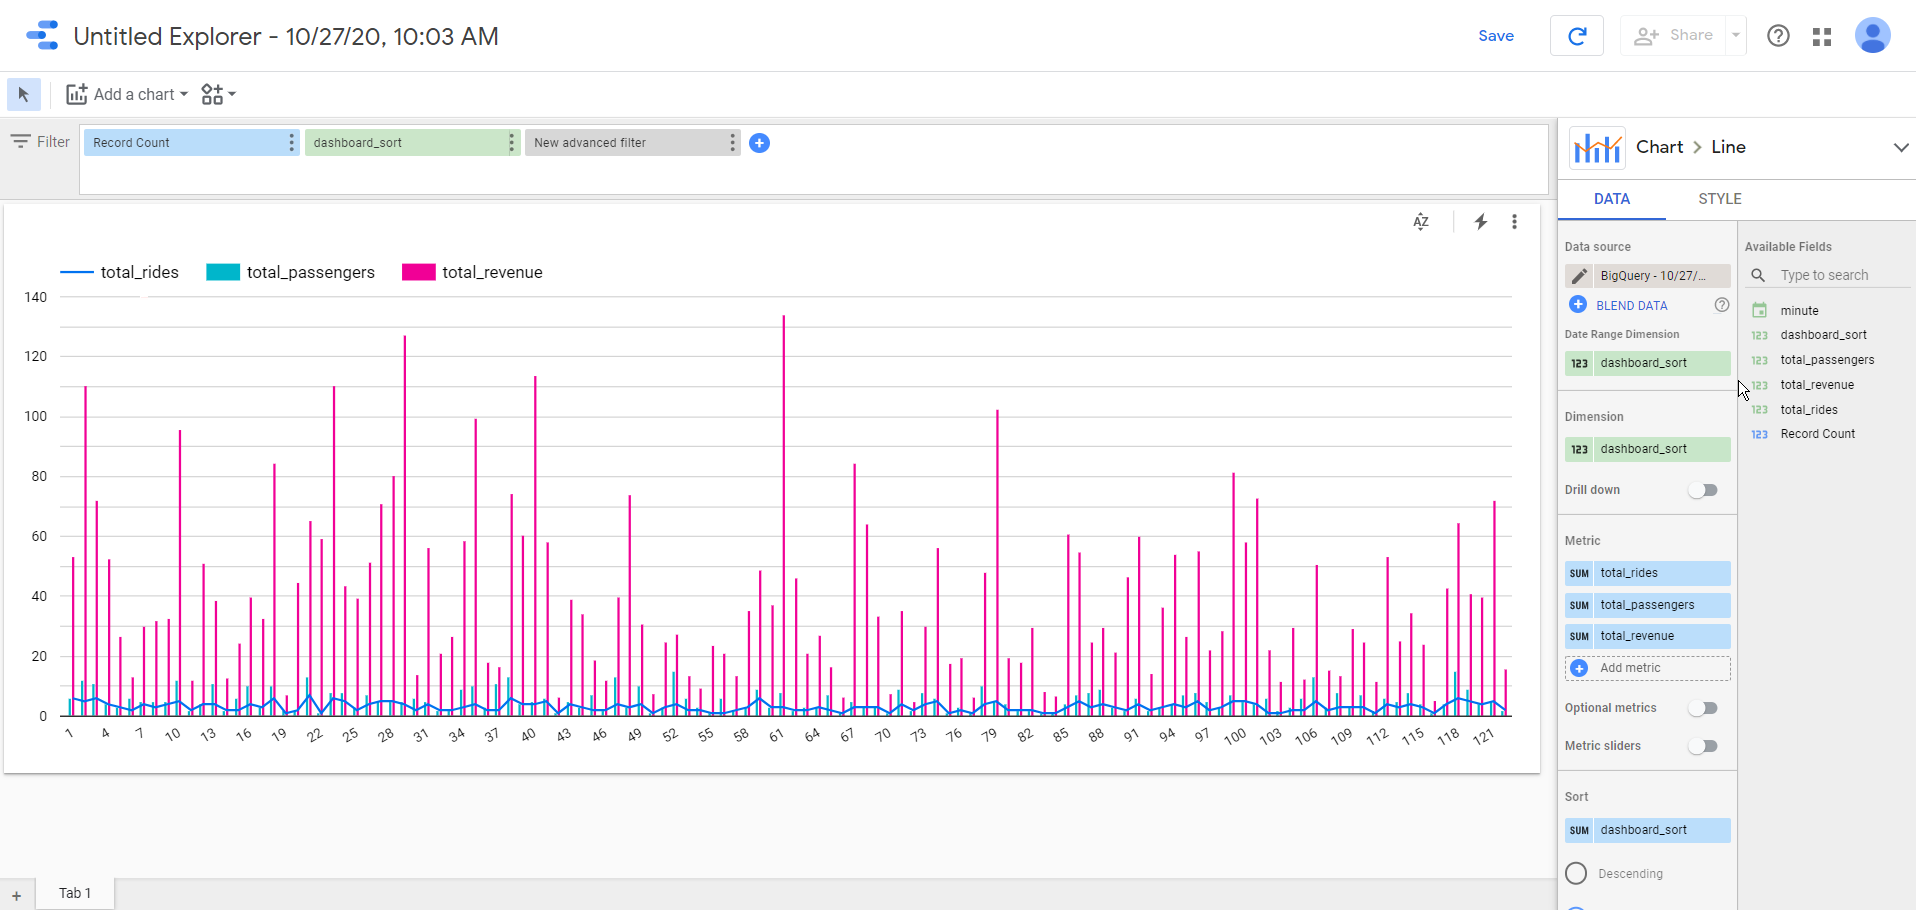 Untitled Explorer - 10/27/20, 10:03 AM
Save
Share
Add a chart
Filter
Record Count
dashboard_sort
New advanced filter
AZ
total_rides
total_passengers
total_revenue
140
120
100
80
60
40
20
0
1 4 7 10 13 16 19 22 25 28 31 34 37 40 43 46 49 52 55 58 61 64 67 70 73 76 79 82 85 88 91 94 97 100 103 106 109 112 115 118 121
+
Tab 1
Chart > Line
DATA
STYLE
Data source
BigQuery - 10/27/...
BLEND DATA
Date Range Dimension
123 dashboard_sort
Dimension
123 dashboard_sort
Drill down
Metric
SUM total_rides
SUM total_passengers
SUM total_revenue
Add metric
Optional metrics
Metric sliders
Sort
SUM dashboard_sort
Descending
Available Fields
Type to search
minute
123 dashboard_sort
123 total_passengers
123 total_revenue
123 total_rides
123 Record Count